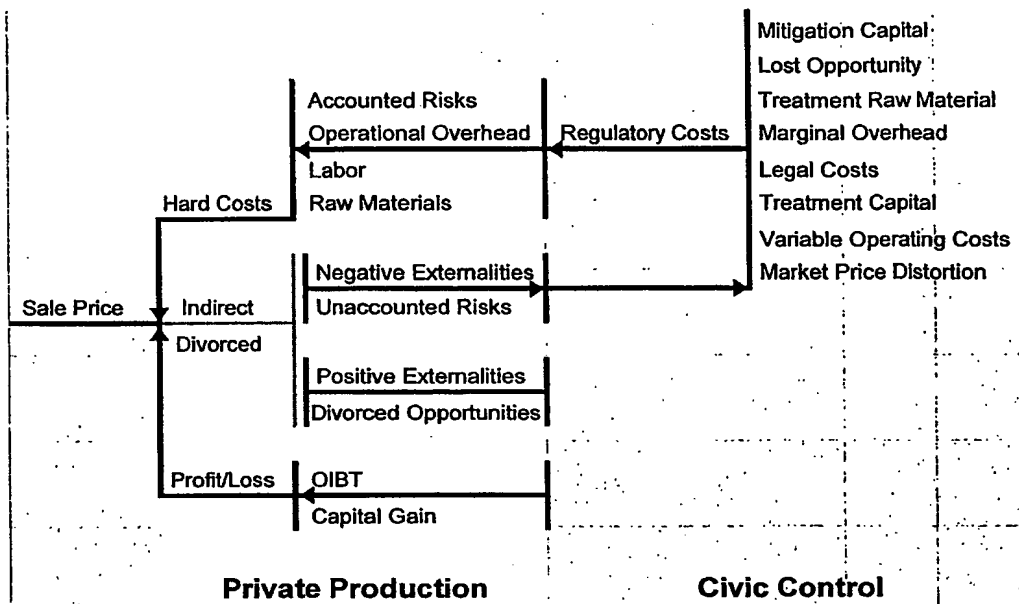 Mitigation Capital
Lost Opportunity
Treatment Raw Material
Marginal Overhead
Legal Costs
Treatment Capital
Variable Operating Costs
Market Price Distortion
Regulatory Costs
Accounted Risks
Operational Overhead
Labor
Raw Materials
Hard Costs
Negative Externalities
Unaccounted Risks
Sale Price
Indirect
Divorced
Positive Externalities
Divorced Opportunities
Profit/Loss
OIBT
Capital Gain
Private Production
Civic Control